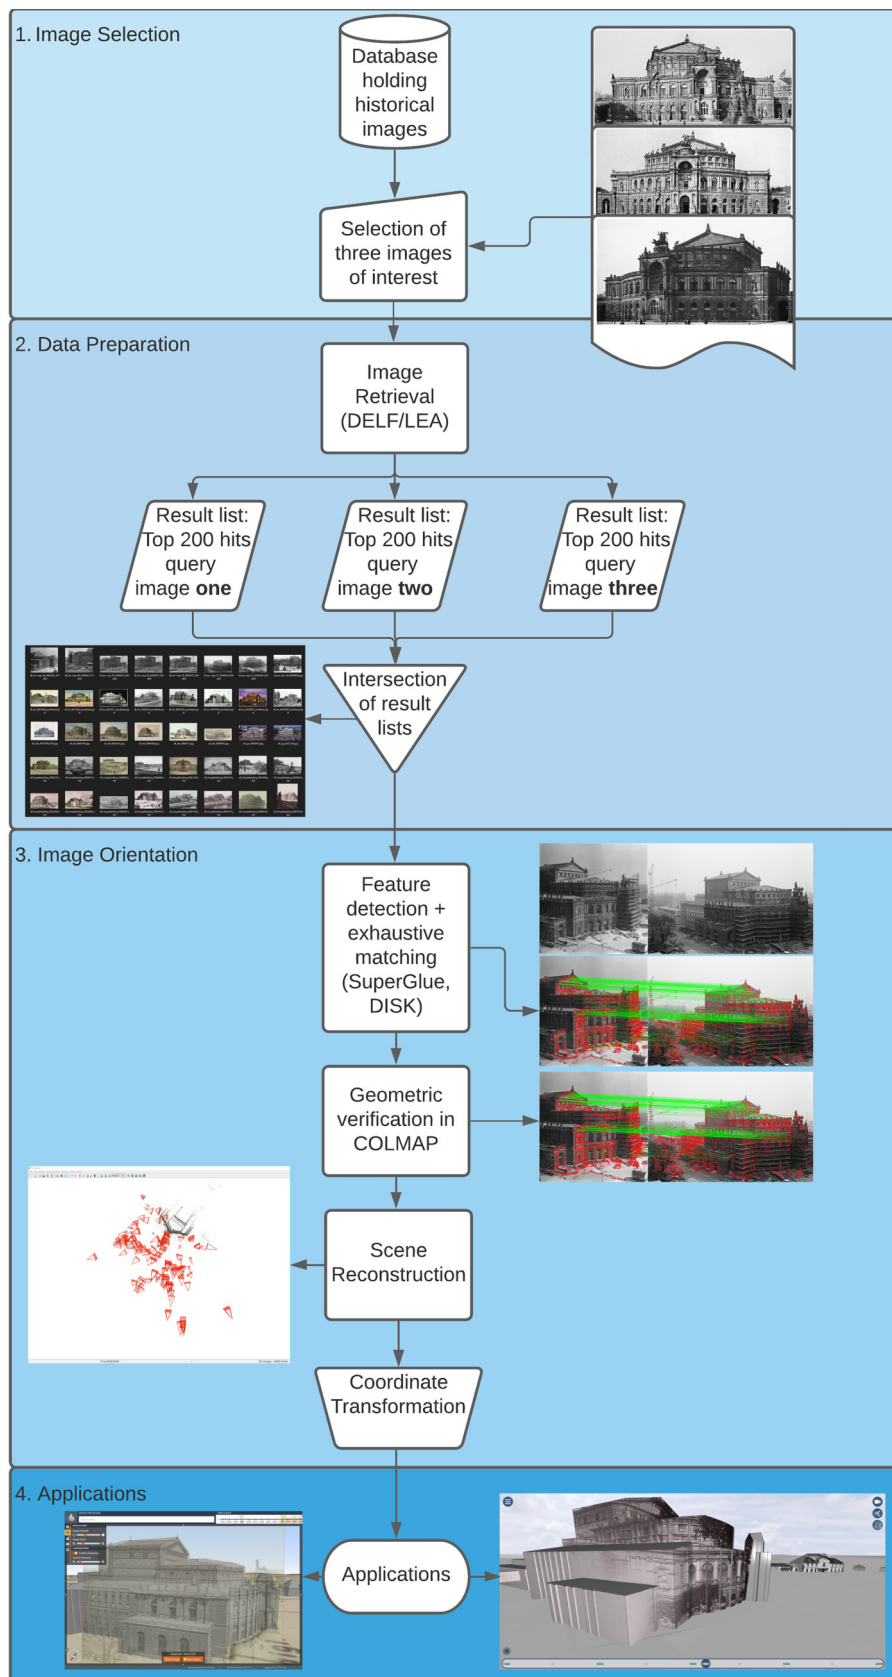 1. Image Selection
Database
holding
historical
images
Selection of
three images
of interest
2. Data Preparation
Image
Retrieval
(DELF/LEA)
Result list:
Top 200 hits
query
image one
Result list:
Top 200 hits
query
image two
Result list:
Top 200 hits
query
image three
Intersection
of result
lists
3. Image Orientation
Feature
detection +
exhaustive
matching
(SuperGlue,
DISK)
Geometric
verification in
COLMAP
Scene
Reconstruction
Coordinate
Transformation
4. Applications
Applications